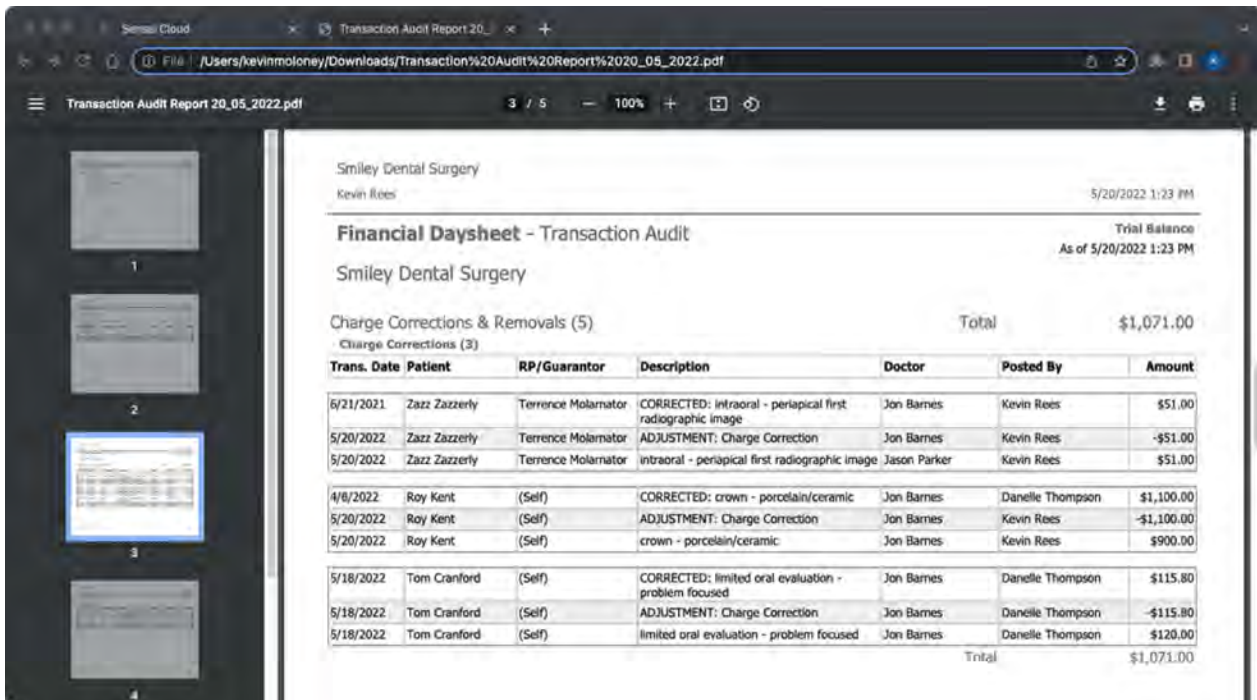 Sensei Cloud
Transaction Audit Report 20_
File /Users/kevinmoloney/Downloads/Transaction%20Audit%20Report%2020_05_2022.pdf
Transaction Audit Report 20_05_2022.pdf 3 / 5 — 100% +
Smiley Dental Surgery
Kevin Rees 5/20/2022 1:23 PM
Financial Daysheet - Transaction Audit Trial Balance
As of 5/20/2022 1:23 PM
Smiley Dental Surgery
Charge Corrections & Removals (5) Total $1,071.00
Charge Corrections (3)
Trans. Date Patient RP/Guarantor Description Doctor Posted By Amount
6/21/2021 Zazz Zazzerly Terrence Molarnator CORRECTED: intraoral - periapical first Jon Barnes Kevin Rees $51.00
radiographic image
5/20/2022 Zazz Zazzerly Terrence Molarnator ADJUSTMENT: Charge Correction Jon Barnes Kevin Rees -$51.00
5/20/2022 Zazz Zazzerly Terrence Molarnator intraoral - periapical first radiographic image Jason Parker Kevin Rees $51.00
4/6/2022 Roy Kent (Self) CORRECTED: crown - porcelain/ceramic Jon Barnes Danelle Thompson $1,100.00
5/20/2022 Roy Kent (Self) ADJUSTMENT: Charge Correction Jon Barnes Kevin Rees -$1,100.00
5/20/2022 Roy Kent (Self) crown - porcelain/ceramic Jon Barnes Kevin Rees $900.00
5/18/2022 Tom Cranford (Self) CORRECTED: limited oral evaluation - Jon Barnes Danelle Thompson $115.80
problem focused
5/18/2022 Tom Cranford (Self) ADJUSTMENT: Charge Correction Jon Barnes Danelle Thompson -$115.80
5/18/2022 Tom Cranford (Self) limited oral evaluation - problem focused Jon Barnes Danelle Thompson $120.00
Total $1,071.00
1
2
3
4